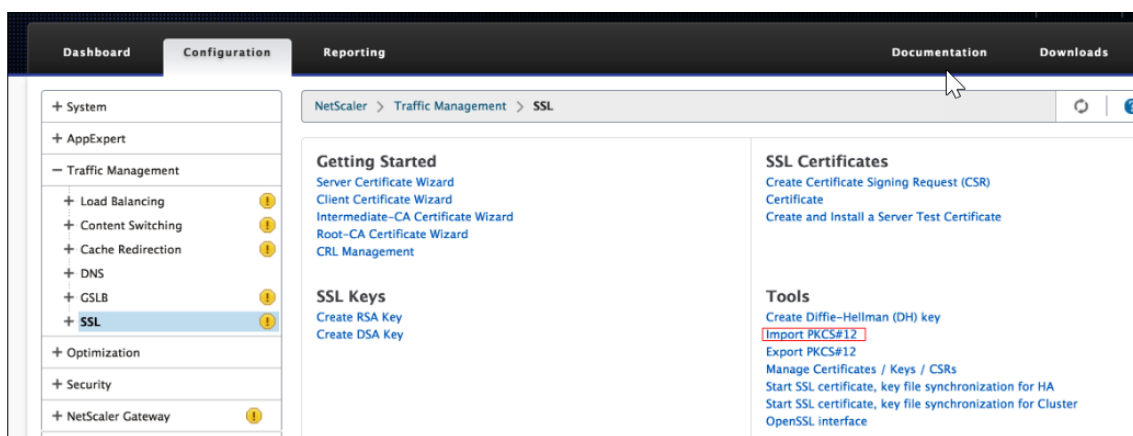 Dashboard
Configuration
Reporting
Documentation
Downloads
+ System
+ AppExpert
− Traffic Management
+ Load Balancing
+ Content Switching
+ Cache Redirection
+ DNS
+ GSLB
+ SSL
+ Optimization
+ Security
+ NetScaler Gateway
NetScaler > Traffic Management > SSL
Getting Started
Server Certificate Wizard
Client Certificate Wizard
Intermediate-CA Certificate Wizard
Root-CA Certificate Wizard
CRL Management
SSL Keys
Create RSA Key
Create DSA Key
SSL Certificates
Create Certificate Signing Request (CSR)
Certificate
Create and Install a Server Test Certificate
Tools
Create Diffie-Hellman (DH) key
Import PKCS#12
Export PKCS#12
Manage Certificates / Keys / CSRs
Start SSL certificate, key file synchronization for HA
Start SSL certificate, key file synchronization for Cluster
OpenSSL interface